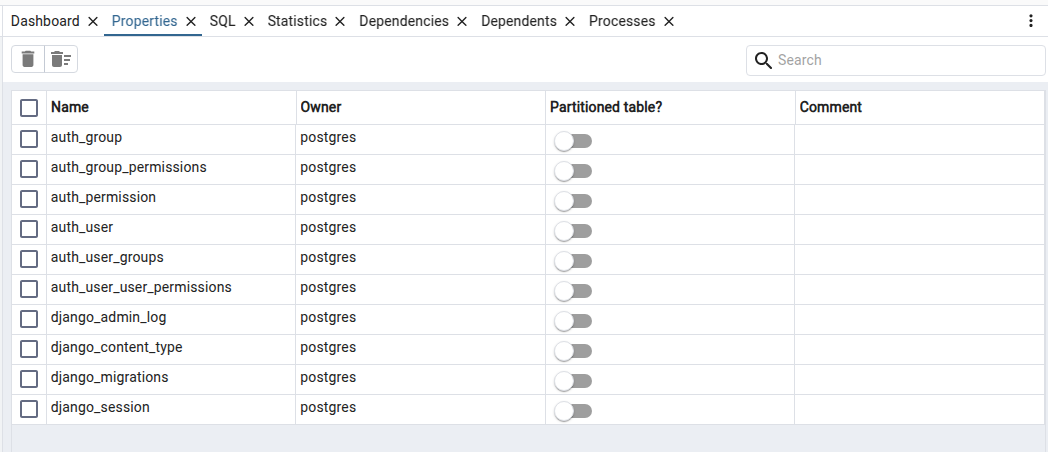 Dashboard Properties SQL Statistics Dependencies Dependents Processes
Search
Name Owner Partitioned table? Comment
auth_group postgres
auth_group_permissions postgres
auth_permission postgres
auth_user postgres
auth_user_groups postgres
auth_user_user_permissions postgres
django_admin_log postgres
django_content_type postgres
django_migrations postgres
django_session postgres